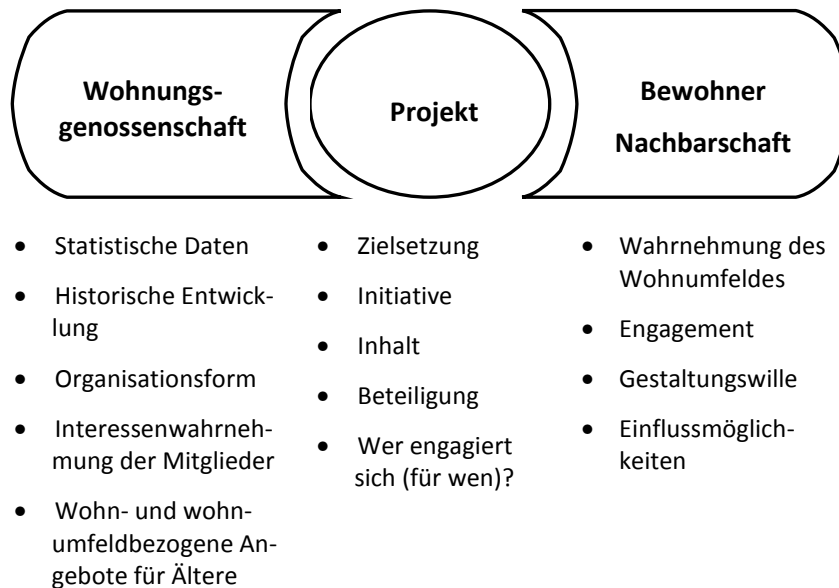 Wohnungs-
genossenschaft
Projekt
Bewohner
Nachbarschaft
• Statistische Daten
• Historische Entwick-
lung
• Organisationsform
• Interessenwahrneh-
mung der Mitglieder
• Wohn- und wohn-
umfeldbezogene An-
gebote für Ältere
• Zielsetzung
• Initiative
• Inhalt
• Beteiligung
• Wer engagiert
sich (für wen)?
• Wahrnehmung des
Wohnumfeldes
• Engagement
• Gestaltungswille
• Einflussmöglich-
keiten